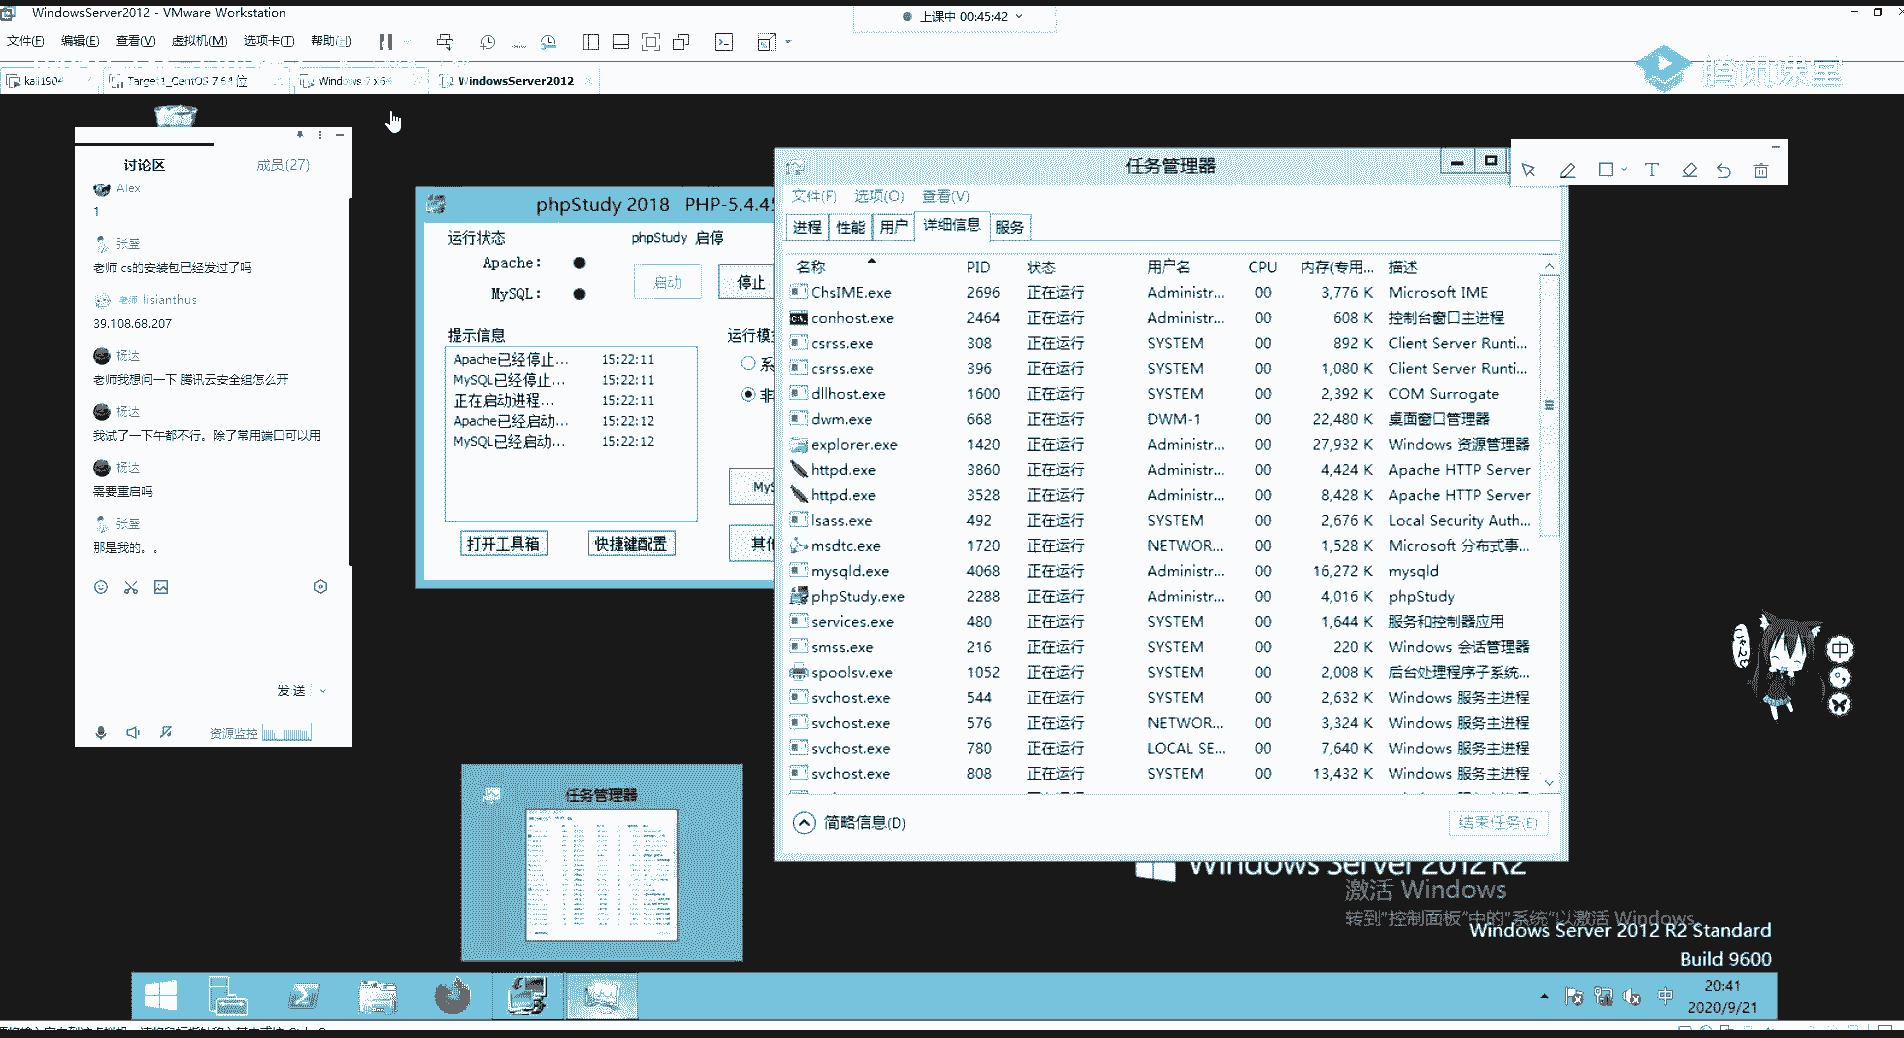 WindowsServer2012 - VMware Workstation
上课中 00:45:42
文件(F) 编辑(E) 查看(V) 虚拟机(M) 选项卡(T) 帮助(H)
腾讯课堂
kali1904
Target1_CentOS 7 64 位
Windows 7 x64
WindowsServer2012
讨论区
成员(27)
Alex
1
张玺
老师 cs的安装包已经发过了吗
老师 lisianthus
39.108.68.207
杨达
老师我想问一下 腾讯云安全组怎么开
杨达
我试了一下午都不行。除了常用端口可以用
杨达
需要重启吗
张玺
那是我的。。
发送
资源监控
phpStudy 2018 PHP-5.4.45
运行状态
phpStudy 启停
Apache:
MySQL:
启动
停止
提示信息
运行模
Apache已经停止... 15:22:11
MySQL已经停止... 15:22:11
正在启动进程... 15:22:11
Apache已经启动... 15:22:12
MySQL已经启动... 15:22:12
系
非
打开工具箱
快捷键配置
MyS
其他
任务管理器
文件(F) 选项(O) 查看(V)
进程 性能 用户 详细信息 服务
名称 PID 状态 用户名 CPU 内存(专用... 描述
ChsIME.exe 2696 正在运行 Administr... 00 3,776 K Microsoft IME
conhost.exe 2464 正在运行 Administr... 00 608 K 控制台窗口主进程
csrss.exe 308 正在运行 SYSTEM 00 892 K Client Server Runti...
csrss.exe 396 正在运行 SYSTEM 00 1,080 K Client Server Runti...
dllhost.exe 1600 正在运行 SYSTEM 00 2,392 K COM Surrogate
dwm.exe 668 正在运行 DWM-1 00 22,480 K 桌面窗口管理器
explorer.exe 1420 正在运行 Administr... 00 27,932 K Windows 资源管理器
httpd.exe 3860 正在运行 Administr... 00 4,424 K Apache HTTP Server
httpd.exe 3528 正在运行 Administr... 00 8,428 K Apache HTTP Server
lsass.exe 492 正在运行 SYSTEM 00 2,676 K Local Security Auth...
msdtc.exe 1720 正在运行 NETWOR... 00 1,528 K Microsoft 分布式事...
mysqld.exe 4068 正在运行 Administr... 00 16,272 K mysqld
phpStudy.exe 2288 正在运行 Administr... 00 4,016 K phpStudy
services.exe 480 正在运行 SYSTEM 00 1,644 K 服务和控制器应用
smss.exe 216 正在运行 SYSTEM 00 220 K Windows 会话管理器
spoolsv.exe 1052 正在运行 SYSTEM 00 2,008 K 后台处理程序子系统...
svchost.exe 544 正在运行 SYSTEM 00 2,632 K Windows 服务主进程
svchost.exe 576 正在运行 NETWOR... 00 3,324 K Windows 服务主进程
svchost.exe 780 正在运行 LOCAL SE... 00 7,640 K Windows 服务主进程
svchost.exe 808 正在运行 SYSTEM 00 13,432 K Windows 服务主进程
简略信息(D)
结束任务(E)
任务管理器
中
Windows Server 2012 R2
激活 Windows
转到"控制面板"中的"系统"以激活 Windows。
Windows Server 2012 R2 Standard
Build 9600
中
20:41
2020/9/21